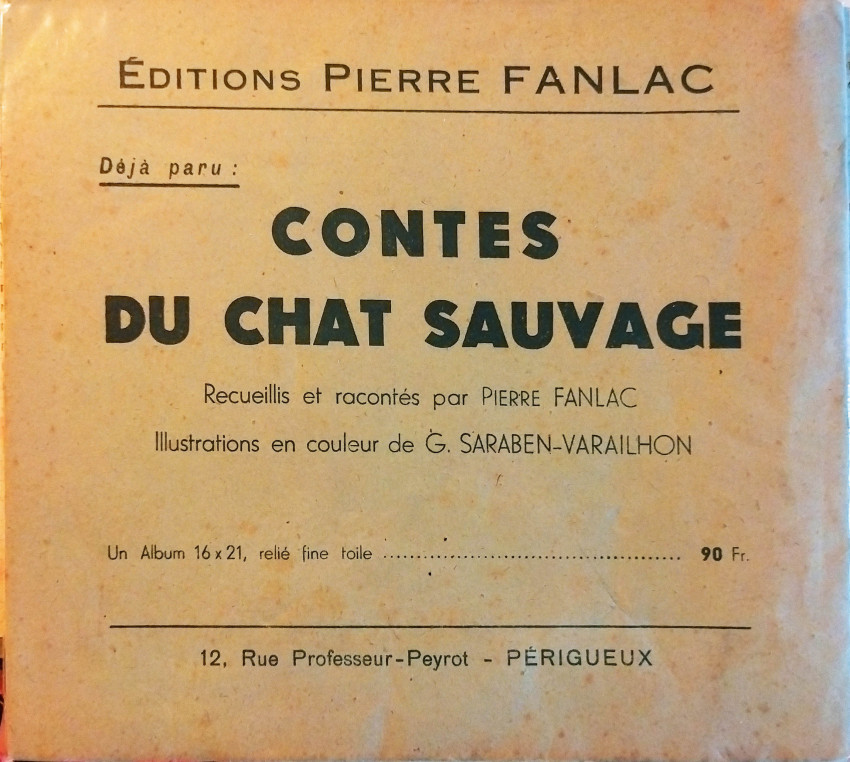 ÉDITIONS PIERRE FANLAC
Déjà paru :
CONTES
DU CHAT SAUVAGE
Recueillis et racontés par PIERRE FANLAC
Illustrations en couleur de G. SARABEN-VARAILHON
Un Album 16 x 21, relié fine toile ........................................ 90 Fr.
12, Rue Professeur-Peyrot - PÉRIGUEUX